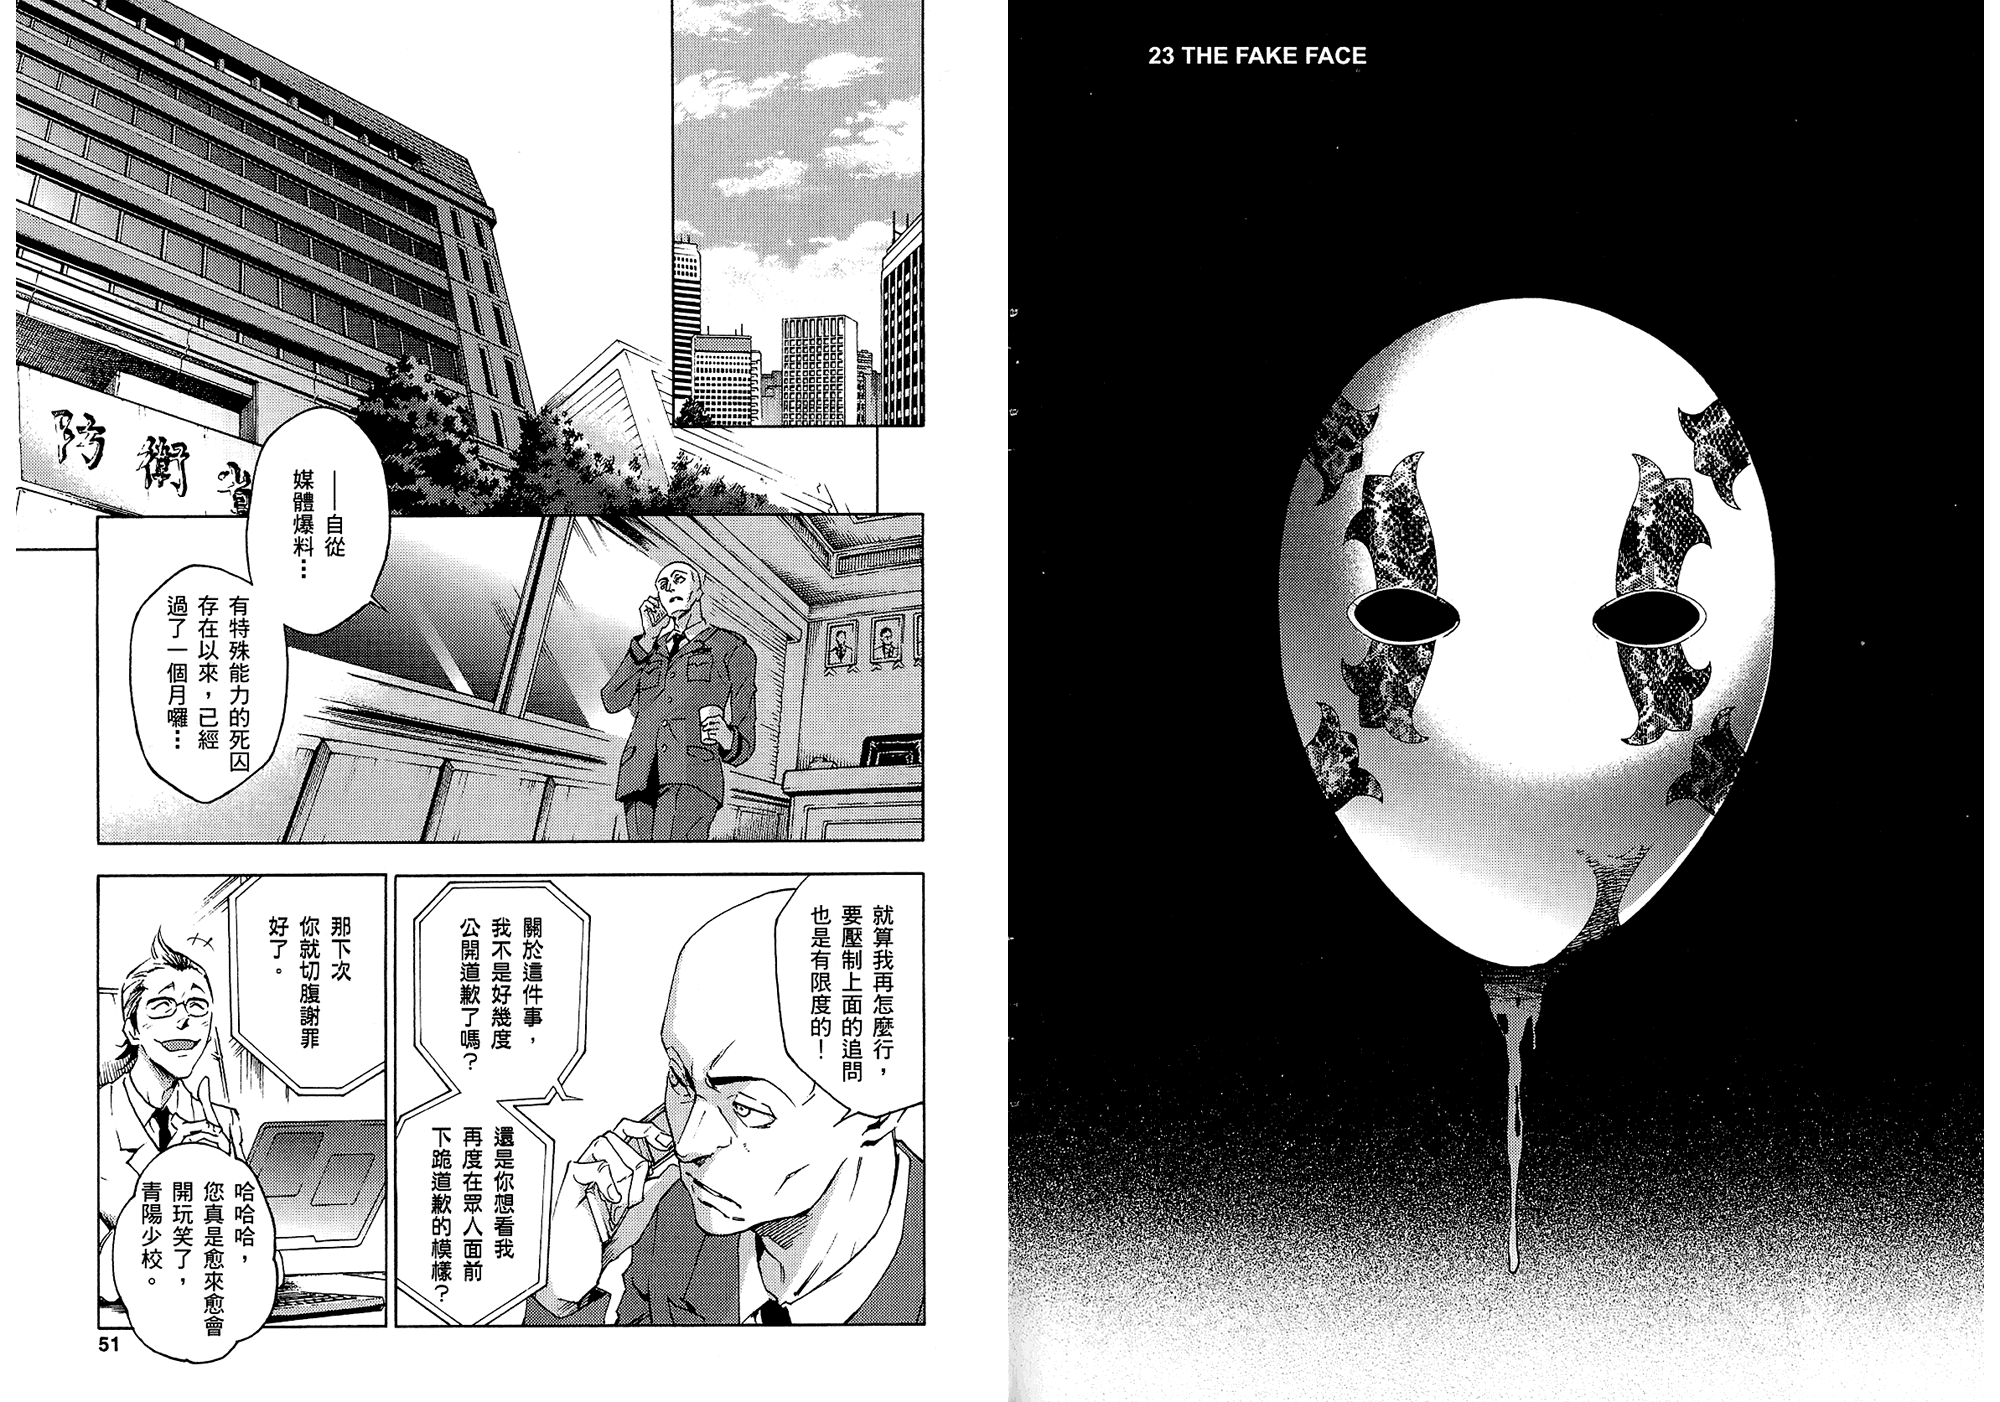 23 THE FAKE FACE
防衛省
——自從
媒體爆料…
有特殊能力的死囚
存在以來，已經
過了一個月囉…
就算我再怎麼行，
要壓制上面的追問
也是有限度的！
關於這件事，
我不是好幾度
公開道歉了嗎？
還是你想看我
再度在眾人面前
下跪道歉的模樣？
那下次
你就切腹謝罪
好了。
哈哈哈，
您真是愈來愈會
開玩笑了，
青陽少校。
51